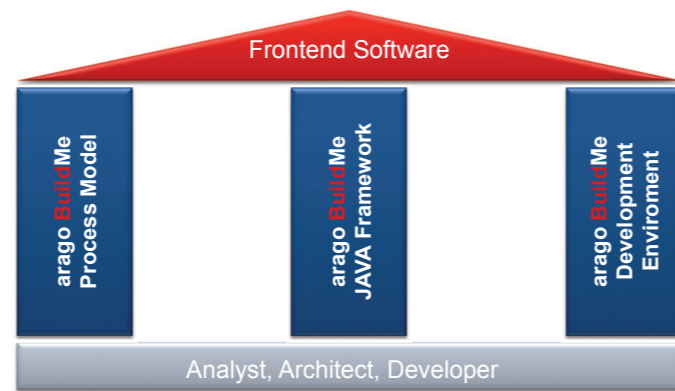 Frontend Software
arago BuildMe
Process Model
arago BuildMe
JAVA Framework
arago BuildMe
Development
Enviroment
Analyst, Architect, Developer